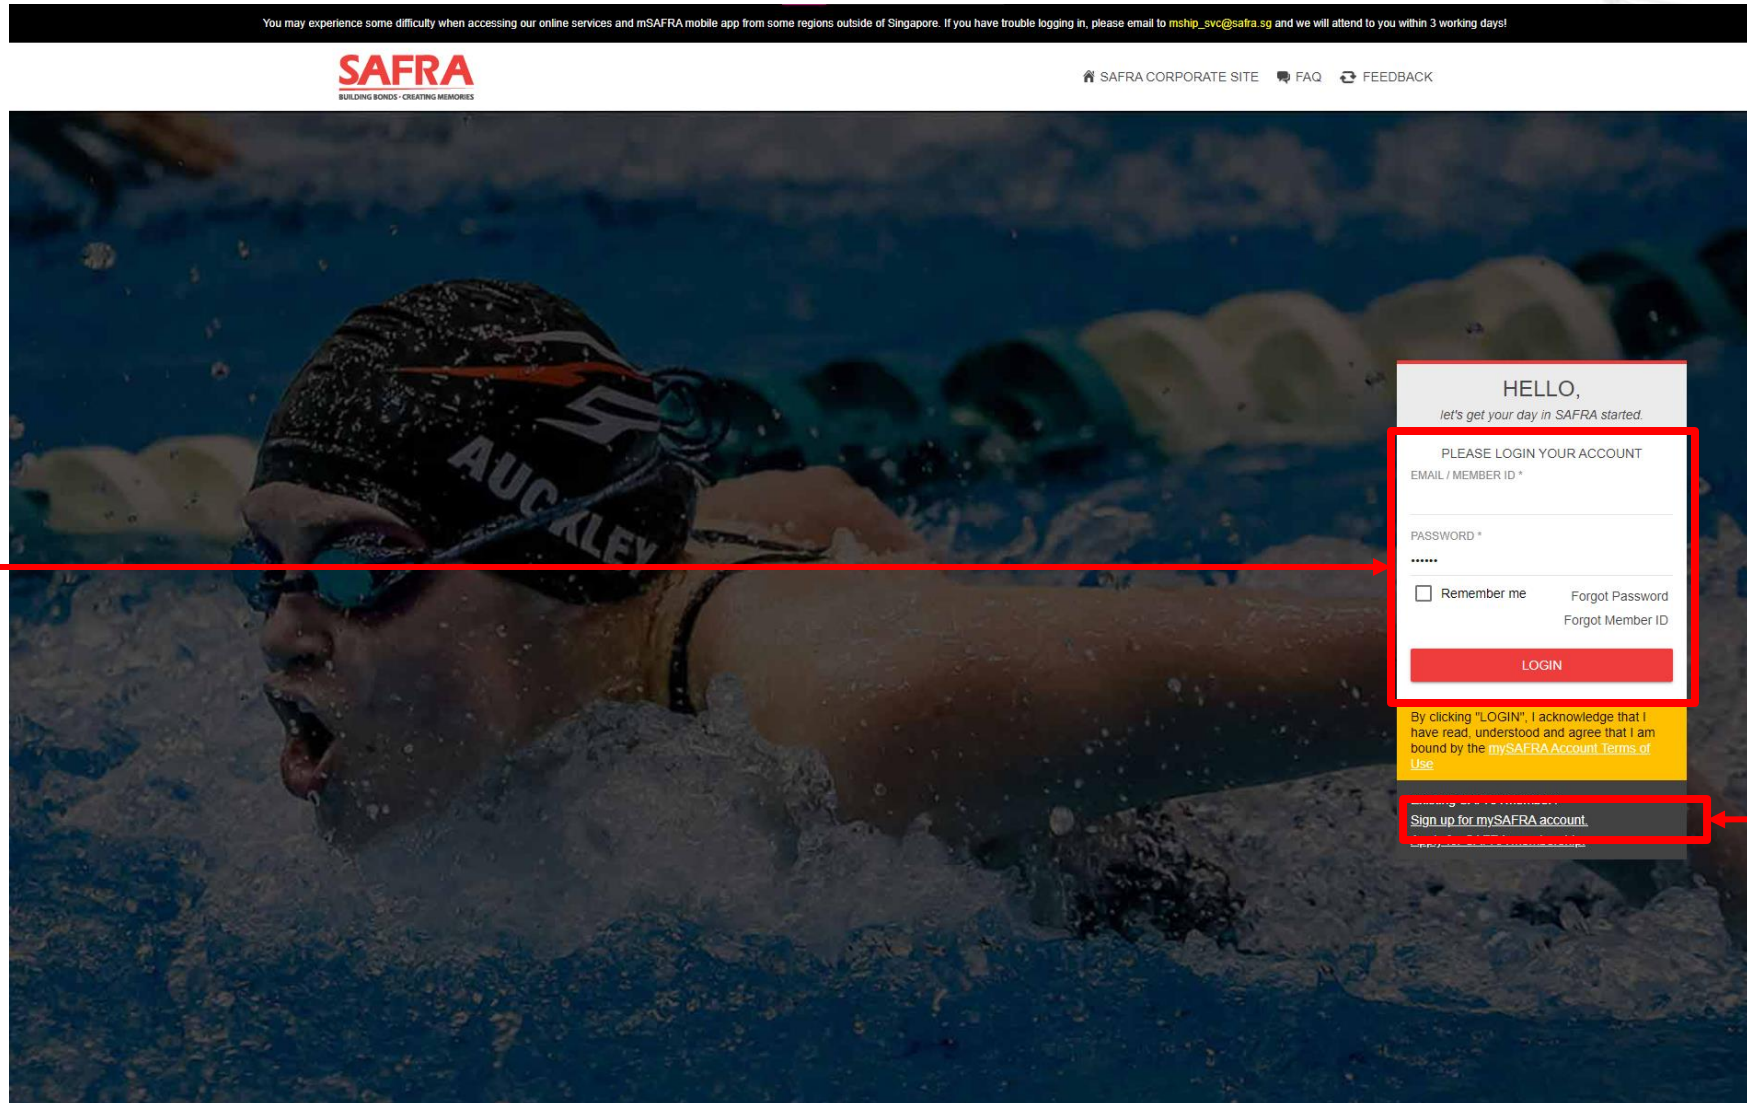 You may experience some difficulty when accessing our online services and mSAFRA mobile app from some regions outside of Singapore. If you have trouble logging in, please email to mship_svc@safra.sg and we will attend to you within 3 working days!
SAFRA
BUILDING BONDS · CREATING MEMORIES
SAFRA CORPORATE SITE FAQ FEEDBACK
AUCKLEY
HELLO,
let's get your day in SAFRA started.
PLEASE LOGIN YOUR ACCOUNT
EMAIL / MEMBER ID *
PASSWORD *
••••••
Remember me Forgot Password
Forgot Member ID
LOGIN
By clicking "LOGIN", I acknowledge that I
have read, understood and agree that I am
bound by the mySAFRA Account Terms of
Use
Sign up for mySAFRA account.